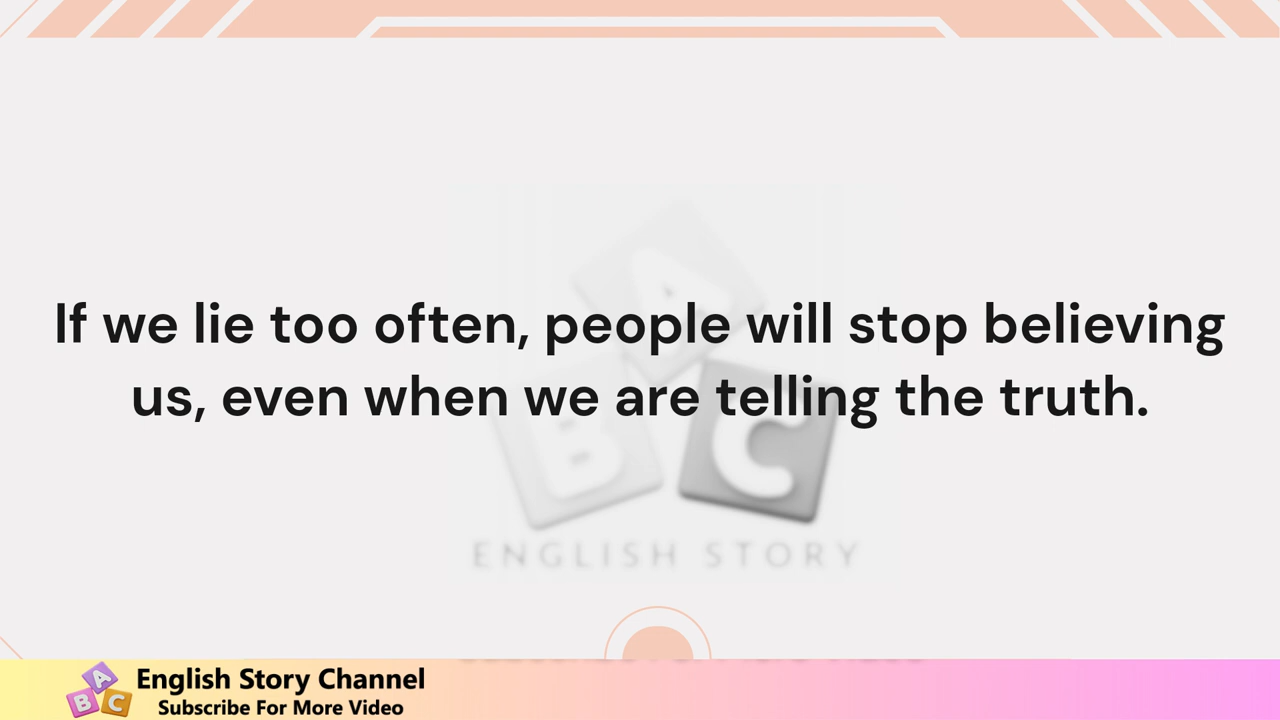 If we lie too often, people will stop believing
us, even when we are telling the truth.
A
B C
ENGLISH STORY
A
B C
English Story Channel
Subscribe For More Video